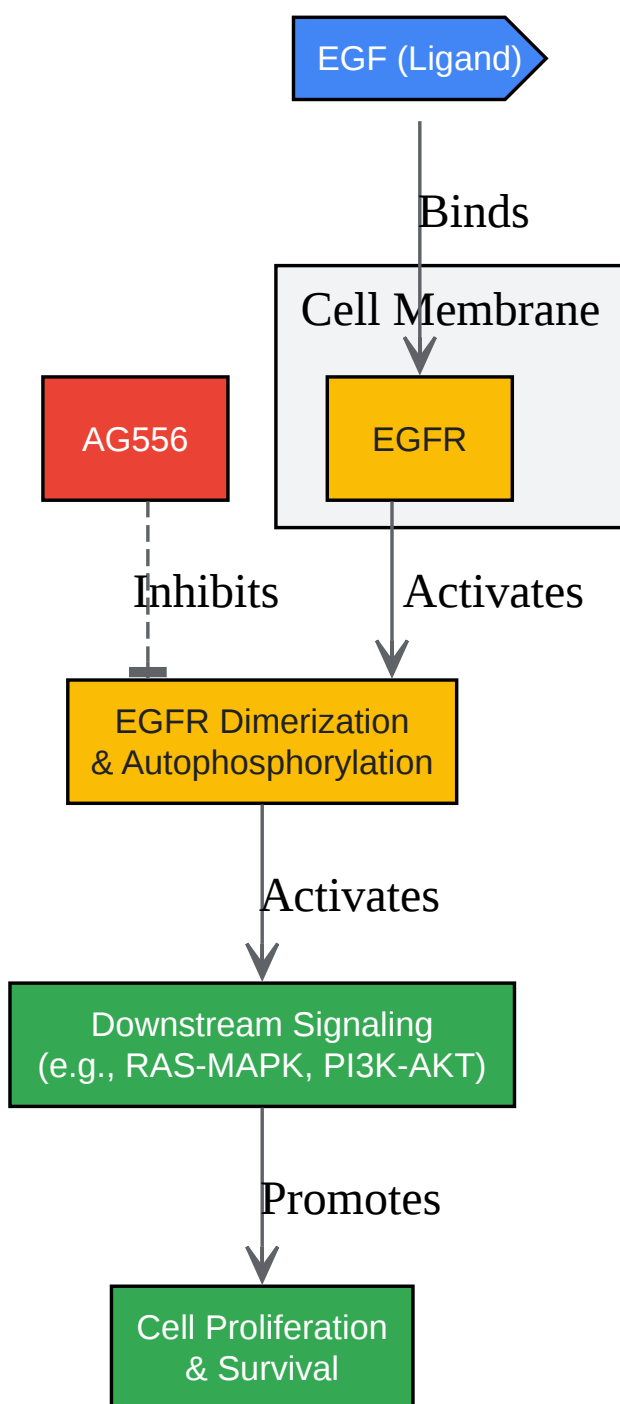 EGF (Ligand)
Binds
Cell Membrane
AG556
EGFR
Inhibits
Activates
EGFR Dimerization
& Autophosphorylation
Activates
Downstream Signaling
(e.g., RAS-MAPK, PI3K-AKT)
Promotes
Cell Proliferation
& Survival